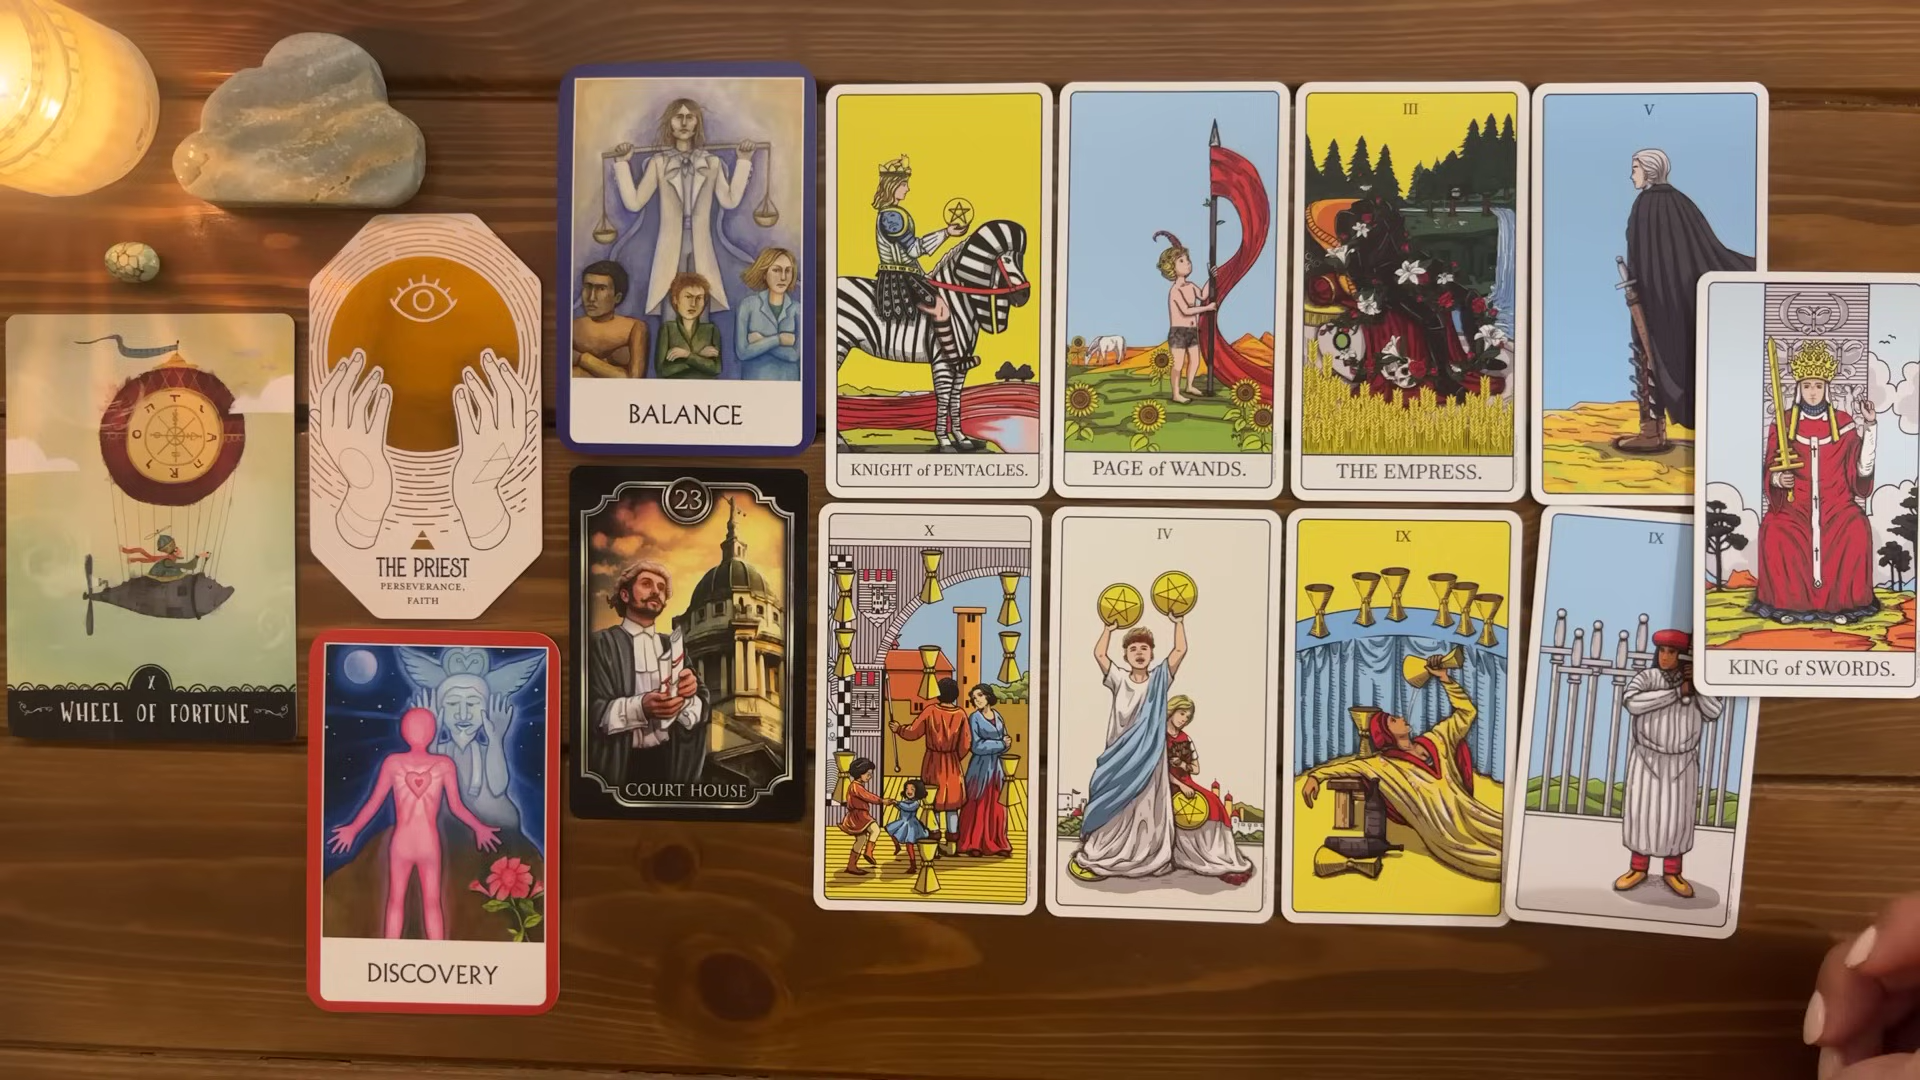 BALANCE
KNIGHT of PENTACLES.
PAGE of WANDS.
III
THE EMPRESS.
V
KING of SWORDS.
X
WHEEL OF FORTUNE
THE PRIEST
PERSEVERANCE,
FAITH
DISCOVERY
23
COURT HOUSE
X
IV
IX
IX